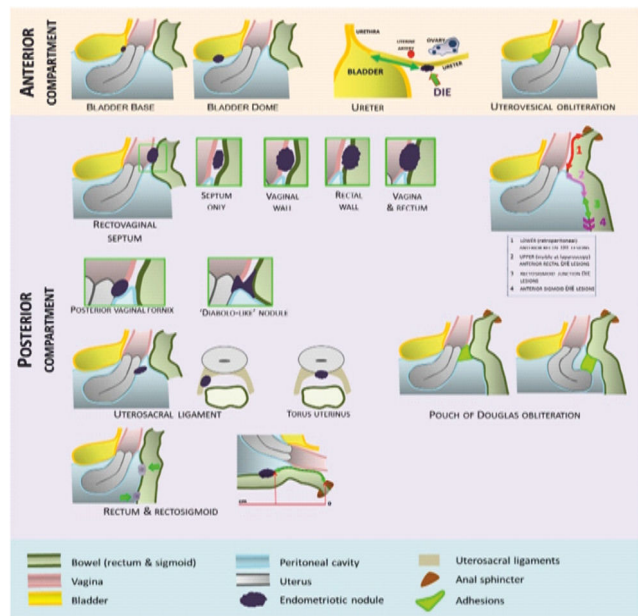 ANTERIOR
COMPARTMENT
BLADDER BASE
BLADDER DOME
URETHRA
UTERINE
ARTERY
OVARY
BLADDER
URETER
DIE
URETER
UTEROVESICAL OBLITERATION
POSTERIOR
COMPARTMENT
RECTOVAGINAL
SEPTUM
SEPTUM
ONLY
VAGINAL
WALL
RECTAL
WALL
VAGINA
& RECTUM
1
2
3
4
1 LOWER (retroperitoneal)
ANTERIOR RECTAL DIE LESIONS
2 UPPER (visible at laparoscopy)
ANTERIOR RECTAL DIE LESIONS
3 RECTOSIGMOID JUNCTION DIE
LESIONS
4 ANTERIOR SIGMOID DIE LESIONS
POSTERIOR VAGINAL FORNIX
'DIABOLO-LIKE' NODULE
UTEROSACRAL LIGAMENT
TORUS UTERINUS
POUCH OF DOUGLAS OBLITERATION
RECTUM & RECTOSIGMOID
cm
0
Bowel (rectum & sigmoid)
Vagina
Bladder
Peritoneal cavity
Uterus
Endometriotic nodule
Uterosacral ligaments
Anal sphincter
Adhesions